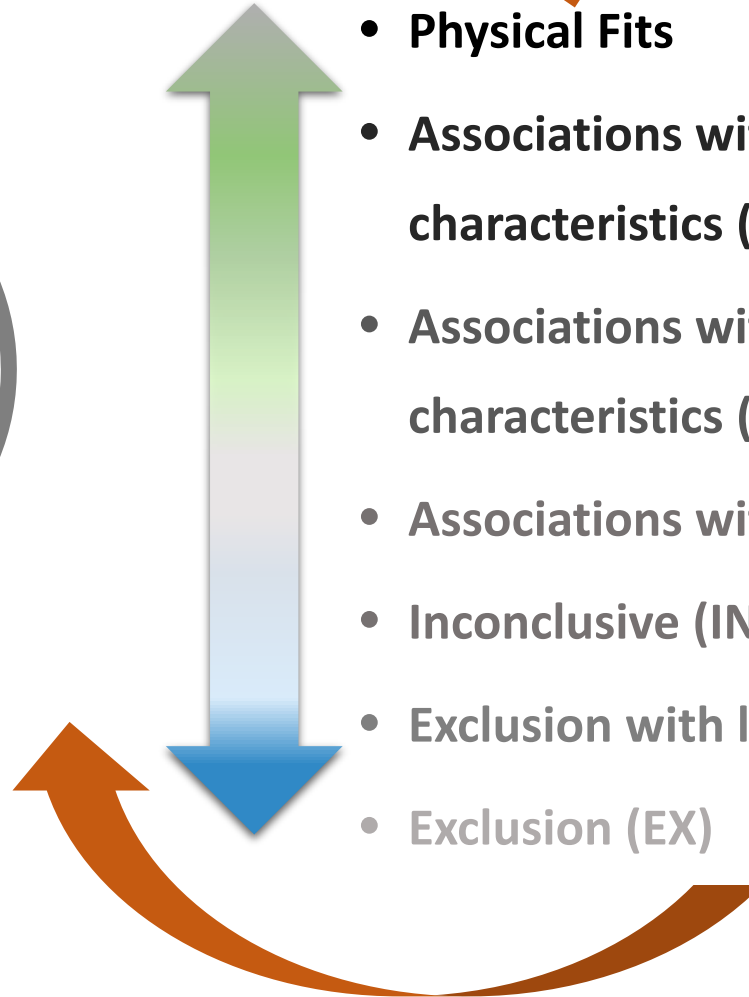 • Physical Fits
• Associations wi
characteristics (
• Associations wi
characteristics (
• Associations wi
• Inconclusive (IN
• Exclusion with l
• Exclusion (EX)